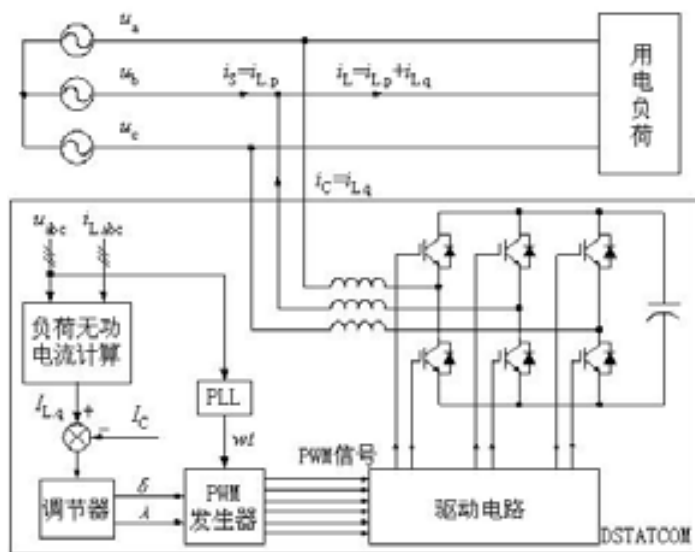 u_a
用电负荷
u_b
i_S=i_Lp
i_L=i_Lp+i_Lq
u_c
i_C=i_Lq
u_abc
i_Labc
负荷无功
电流计算
I_Lq
+
-
I_C
PLL
wt
PWM信号
调节器
δ
λ
PWM
发生器
驱动电路
DSTATCOM